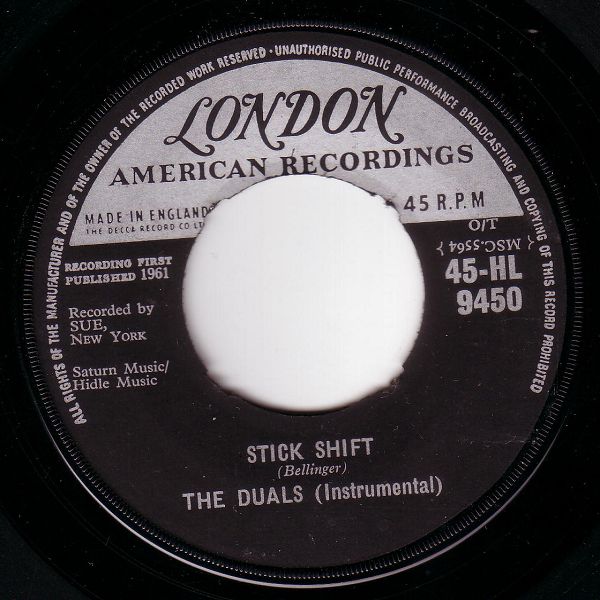 ALL RIGHTS OF THE MANUFACTURER AND OF THE OWNER OF THE RECORDED WORK RESERVED · UNAUTHORISED PUBLIC PERFORMANCE BROADCASTING AND COPYING OF THIS RECORD PROHIBITED
LONDON
AMERICAN RECORDINGS
MADE IN ENGLAND
THE DECCA RECORD CO LT
45 R.P.M
O/T
{ MSC.5564 }
RECORDING FIRST
PUBLISHED 1961
45-HL
9450
Recorded by
SUE,
NEW YORK
Saturn Music/
Hidle Music
STICK SHIFT
(Bellinger)
THE DUALS (Instrumental)